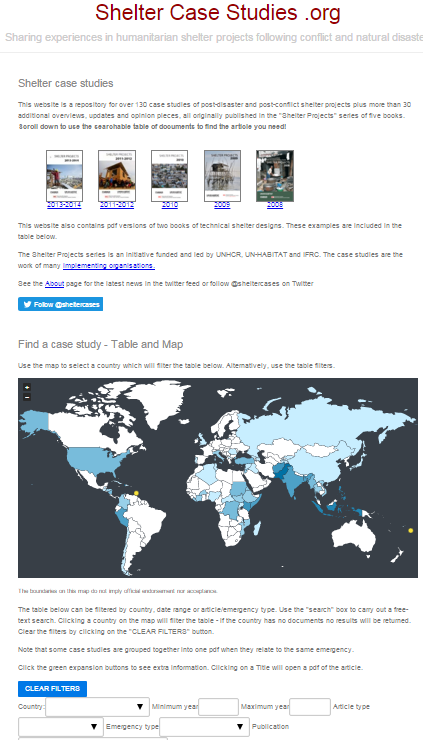 Shelter Case Studies .org
Sharing experiences in humanitarian shelter projects following conflict and natural disaste
Shelter case studies
This website is a repository for over 130 case studies of post-disaster and post-conflict shelter projects plus more than 30
additional overviews, updates and opinion pieces, all originally published in the "Shelter Projects" series of five books.
Scroll down to use the searchable table of documents to find the article you need!
2013-2014 2011-2012 2010 2009 2008
This website also contains pdf versions of two books of technical shelter designs. These examples are included in the
table below.
The Shelter Projects series is an initiative funded and led by UNHCR, UN-HABITAT and IFRC. The case studies are the
work of many implementing organisations.
See the About page for the latest news in the twitter feed or follow @sheltercases on Twitter
Follow @sheltercases
Find a case study - Table and Map
Use the map to select a country which will filter the table below. Alternatively, use the table filters.
+
−
The boundaries on this map do not imply official endorsement nor acceptance.
The table below can be filtered by country, date range or article/emergency type. Use the "search" box to carry out a free-
text search. Clicking a country on the map will filter the table - if the country has no documents no results will be returned.
Clear the filters by clicking on the "CLEAR FILTERS" button.
Note that some case studies are grouped together into one pdf when they relate to the same emergency.
Click the green expansion buttons to see extra information. Clicking on a Title will open a pdf of the article.
CLEAR FILTERS
Country: Minimum year Maximum year Article type
Emergency type Publication